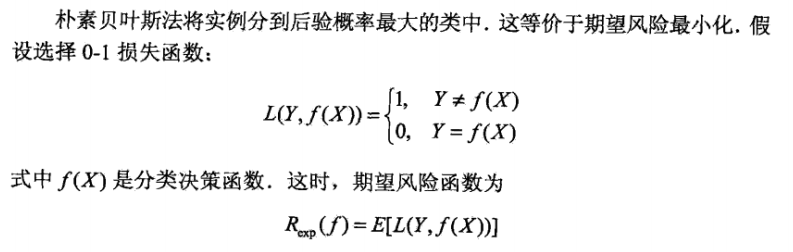 朴素贝叶斯法将实例分到后验概率最大的类中．这等价于期望风险最小化．假
设选择 0-1 损失函数：
L(Y, f(X)) = {1, Y ≠ f(X)
0, Y = f(X)
式中 f(X) 是分类决策函数．这时，期望风险函数为
R_exp(f) = E[L(Y, f(X))]